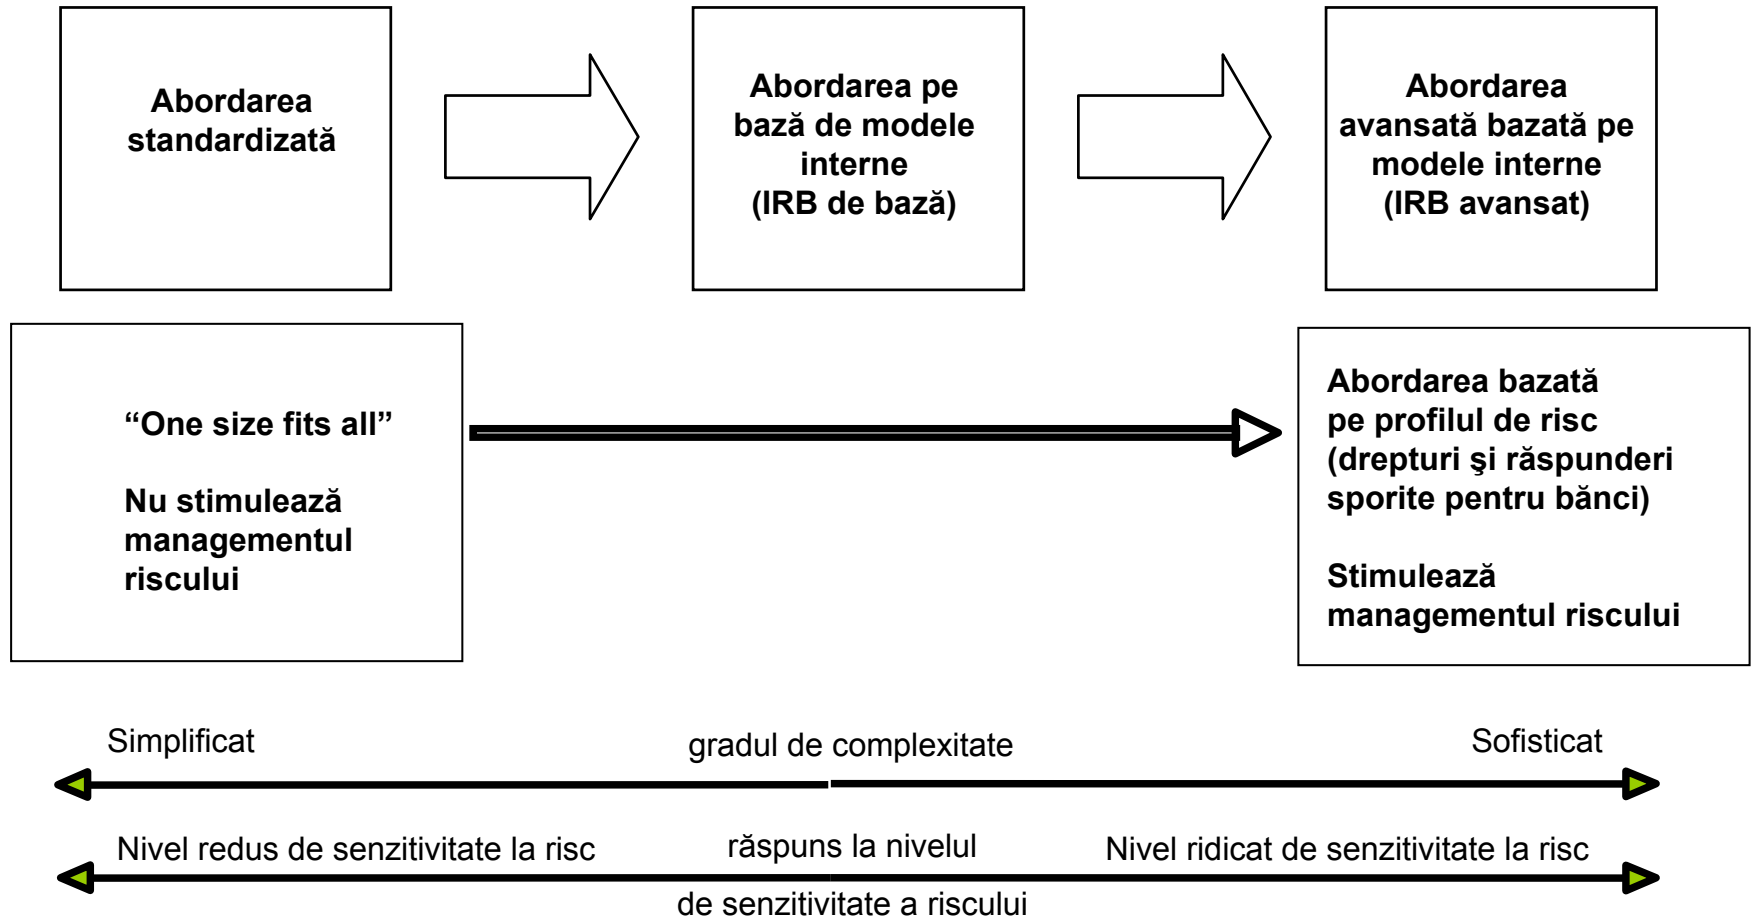 Abordarea
standardizată
Abordarea pe
bază de modele
interne
(IRB de bază)
Abordarea
avansată bazată pe
modele interne
(IRB avansat)
“One size fits all”
Nu stimulează
managementul
riscului
Abordarea bazată
pe profilul de risc
(drepturi şi răspunderi
sporite pentru bănci)
Stimulează
managementul riscului
Simplificat
gradul de complexitate
Sofisticat
Nivel redus de senzitivitate la risc
răspuns la nivelul
Nivel ridicat de senzitivitate la risc
de senzitivitate a riscului